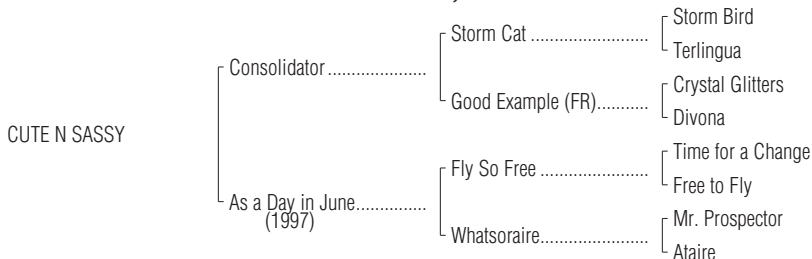 Storm Bird
Storm Cat ........................
Terlingua
Consolidator .....................
Crystal Glitters
Good Example (FR)...........
Divona
CUTE N SASSY
Time for a Change
Fly So Free ......................
Free to Fly
As a Day in June...............
(1997)
Mr. Prospector
Whatsoraire......................
Ataire